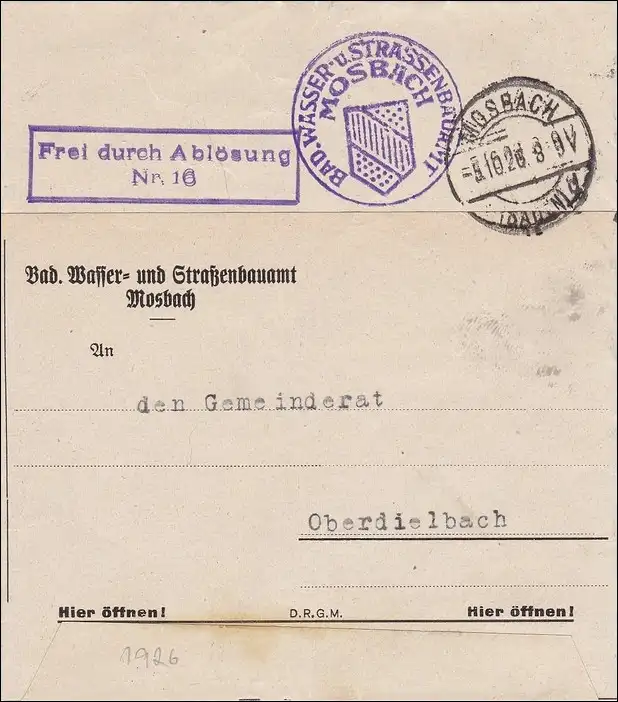 BAD. WASSER- U. STRASSENBAUAMT
MOSBACH
Frei durch Ablösung
Nr. 16
MOSBACH
10.26. 8-9 V
Bad. Wasser- und Straßenbauamt
Mosbach
An
den Gemeinderat
Oberdielbach
Hier öffnen! D.R.G.M. Hier öffnen!
1926